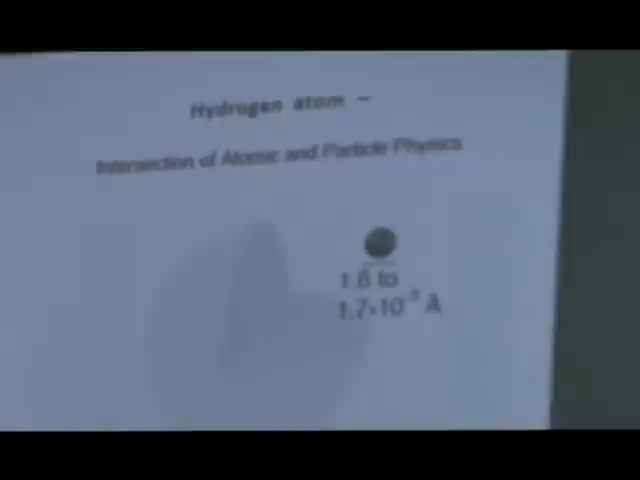 Hydrogen atom –
Intersection of Atomic and Particle Physics
1.6 to
1.7×10 Å